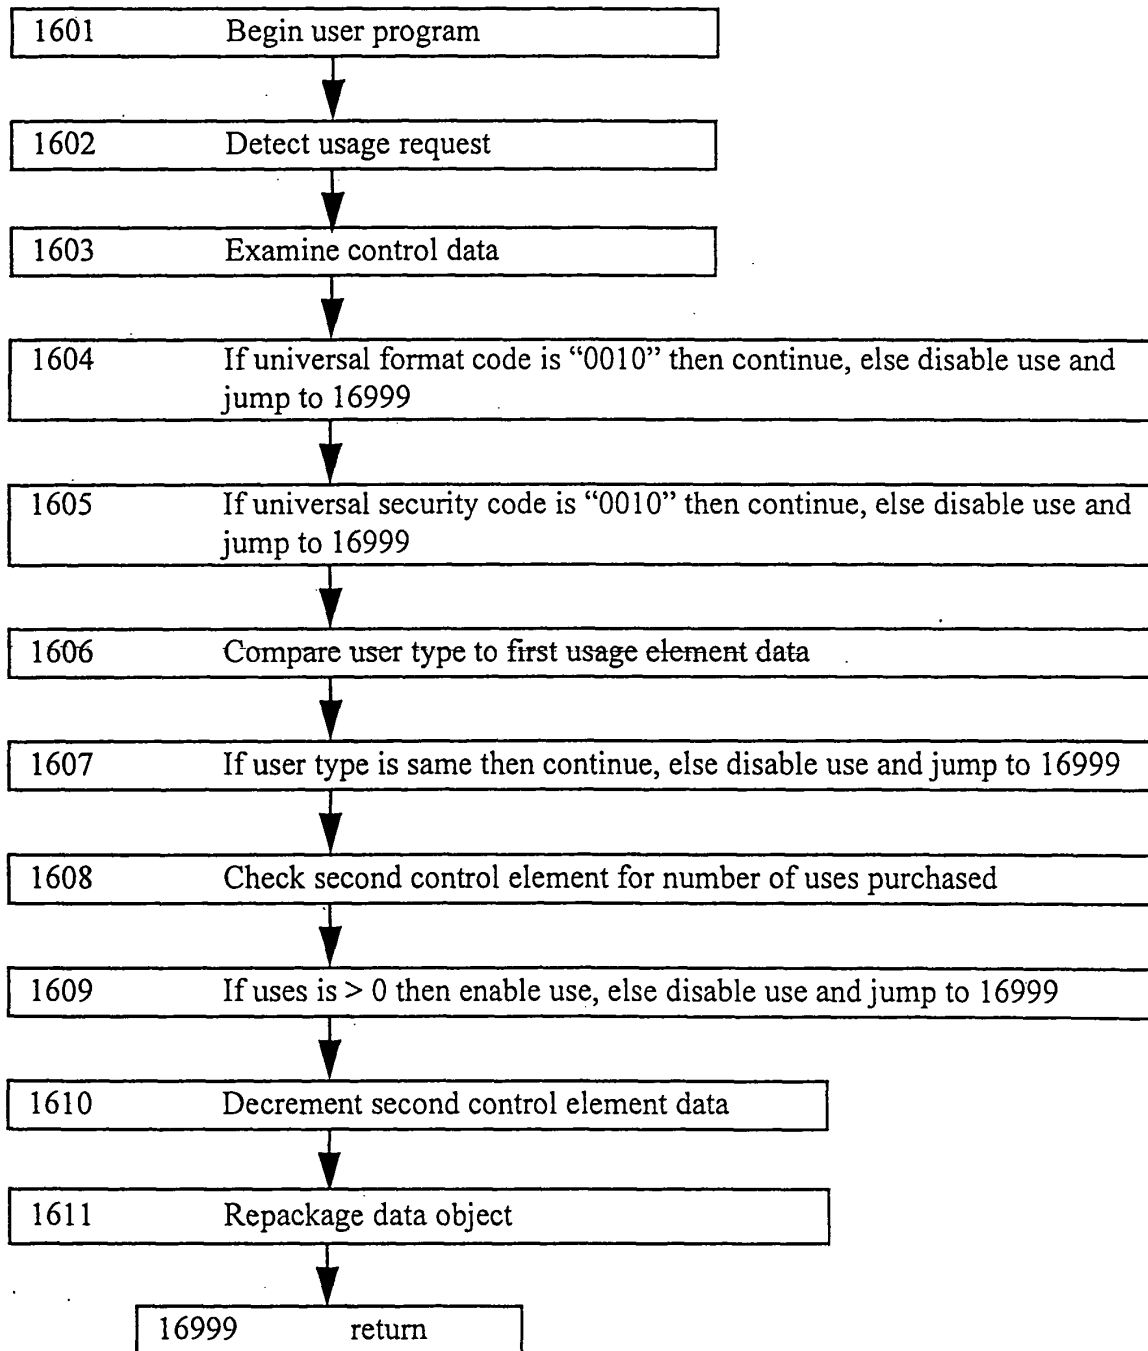 1601 Begin user program
1602 Detect usage request
1603 Examine control data
1604 If universal format code is “0010” then continue, else disable use and
jump to 16999
1605 If universal security code is “0010” then continue, else disable use and
jump to 16999
1606 Compare user type to first usage element data
1607 If user type is same then continue, else disable use and jump to 16999
1608 Check second control element for number of uses purchased
1609 If uses is > 0 then enable use, else disable use and jump to 16999
1610 Decrement second control element data
1611 Repackage data object
16999 return